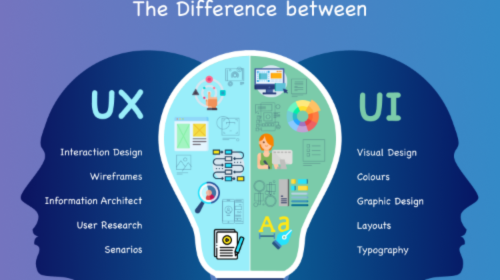 The Difference between
UX
Interaction Design
Wireframes
Information Architect
User Research
Senarios
UI
Visual Design
Colours
Graphic Design
Layouts
Typography
Aa